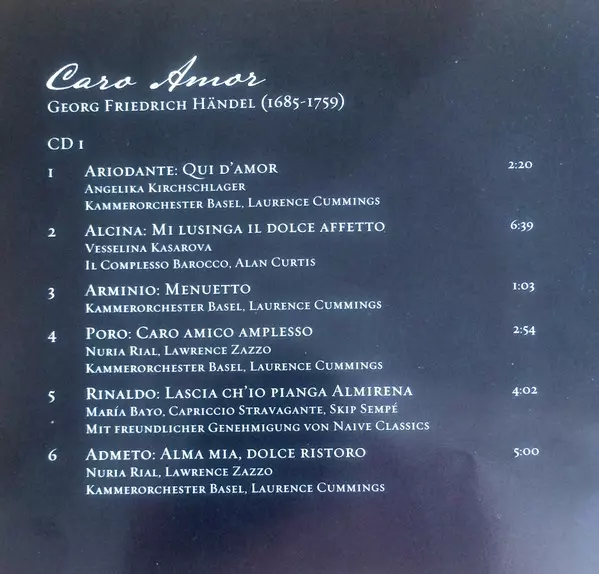 Caro Amor
Georg Friedrich Händel (1685-1759)
CD 1
1 Ariodante: Qui d'amor 2:20
Angelika Kirchschlager
Kammerorchester Basel, Laurence Cummings
2 Alcina: Mi lusinga il dolce affetto 6:39
Vesselina Kasarova
Il Complesso Barocco, Alan Curtis
3 Arminio: Menuetto 1:03
Kammerorchester Basel, Laurence Cummings
4 Poro: Caro amico amplesso 2:54
Nuria Rial, Lawrence Zazzo
Kammerorchester Basel, Laurence Cummings
5 Rinaldo: Lascia ch'io pianga Almirena 4:02
María Bayo, Capriccio Stravagante, Skip Sempé
Mit freundlicher Genehmigung von Naive Classics
6 Admeto: Alma mia, dolce ristoro 5:00
Nuria Rial, Lawrence Zazzo
Kammerorchester Basel, Laurence Cummings